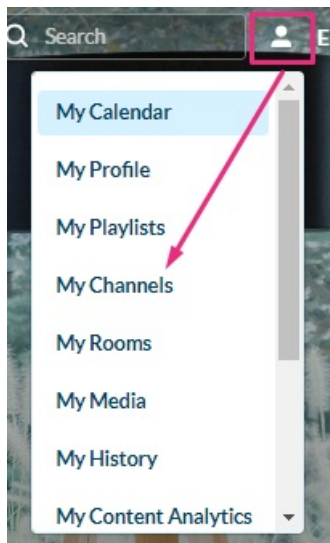 Search
My Calendar
My Profile
My Playlists
My Channels
My Rooms
My Media
My History
My Content Analytics